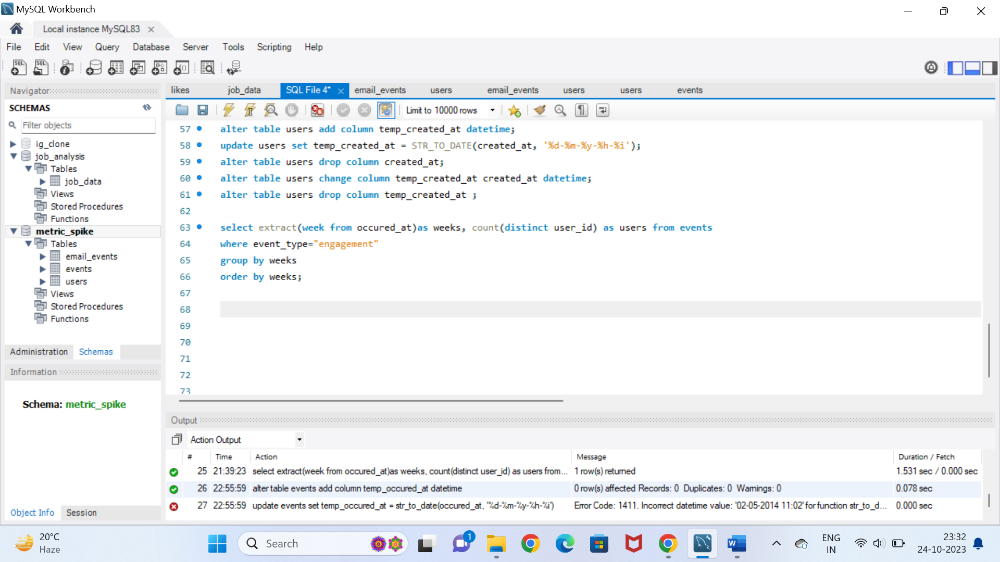 MySQL Workbench
Local instance MySQL83
File Edit View Query Database Server Tools Scripting Help
Navigator
SCHEMAS
Filter objects
ig_clone
job_analysis
Tables
job_data
Views
Stored Procedures
Functions
metric_spike
Tables
email_events
events
users
Views
Stored Procedures
Functions
Administration Schemas
Information
Schema: metric_spike
Object Info Session
likes job_data SQL File 4* email_events users email_events users users events
Limit to 10000 rows
57 alter table users add column temp_created_at datetime;
58 update users set temp_created_at = STR_TO_DATE(created_at, '%d-%m-%y-%h-%i');
59 alter table users drop column created_at;
60 alter table users change column temp_created_at created_at datetime;
61 alter table users drop column temp_created_at ;
62
63 select extract(week from occured_at)as weeks, count(distinct user_id) as users from events
64 where event_type="engagement"
65 group by weeks
66 order by weeks;
67
68
69
70
71
72
73
Output
Action Output
# Time Action Message Duration / Fetch
25 21:39:23 select extract(week from occured_at)as weeks, count(distinct user_id) as users from... 1 row(s) returned 1.531 sec / 0.000 sec
26 22:55:59 alter table events add column temp_occured_at datetime 0 row(s) affected Records: 0 Duplicates: 0 Warnings: 0 0.078 sec
27 22:55:59 update events set temp_occured_at = str_to_date(occured_at, '%d-%m-%y-%h-%i') Error Code: 1411. Incorrect datetime value: '02-05-2014 11:02' for function str_to_d... 0.000 sec
20°C
Haze
Search
1
ENG
IN
23:32
24-10-2023